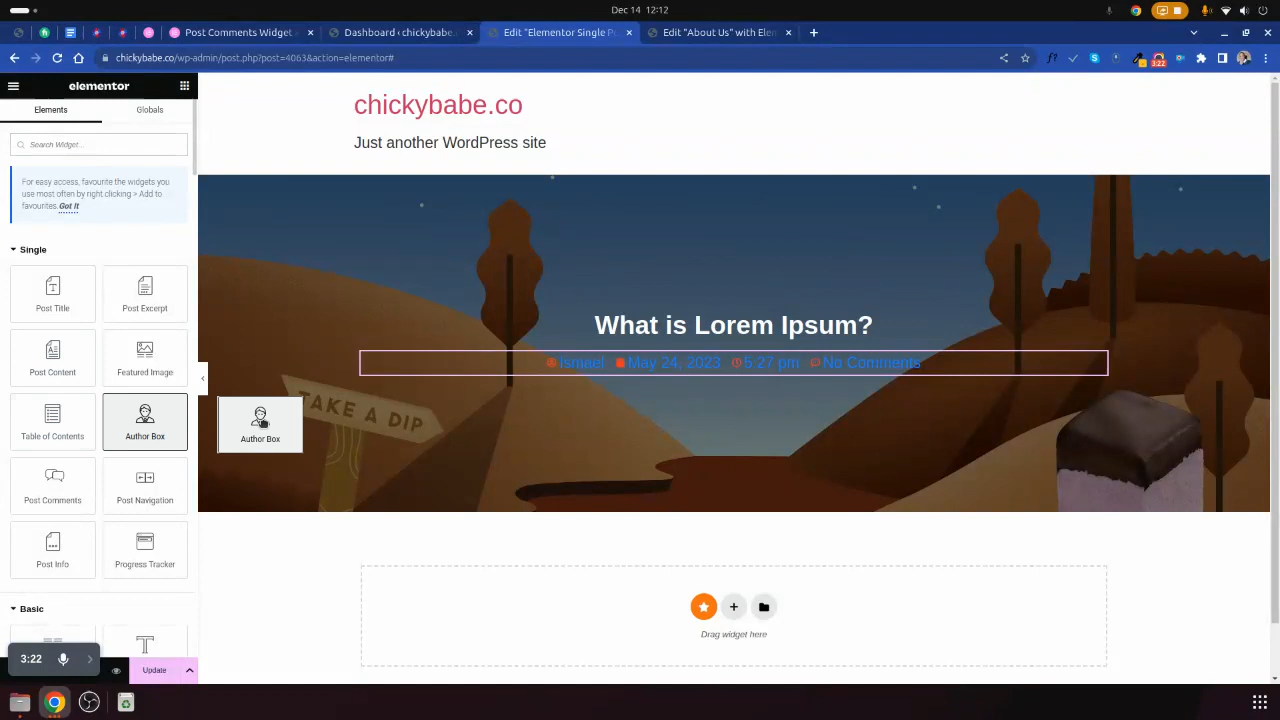 Dec 14 12:12
Post Comments Widget
Dashboard ‹ chickybabe.
Edit "Elementor Single P
Edit "About Us" with Ele
chickybabe.co/wp-admin/post.php?post=4063&action=elementor#
3:22
elementor
Elements
Globals
Search Widget...
For easy access, favourite the widgets you
use most often by right clicking > Add to
favourites. Got It
Single
Post Title
Post Excerpt
Post Content
Featured Image
Table of Contents
Author Box
Post Comments
Post Navigation
Post Info
Progress Tracker
Basic
3:22
Update
chickybabe.co
Just another WordPress site
What is Lorem Ipsum?
Ismael May 24, 2023 5:27 pm No Comments
TAKE A DIP
Author Box
Drag widget here